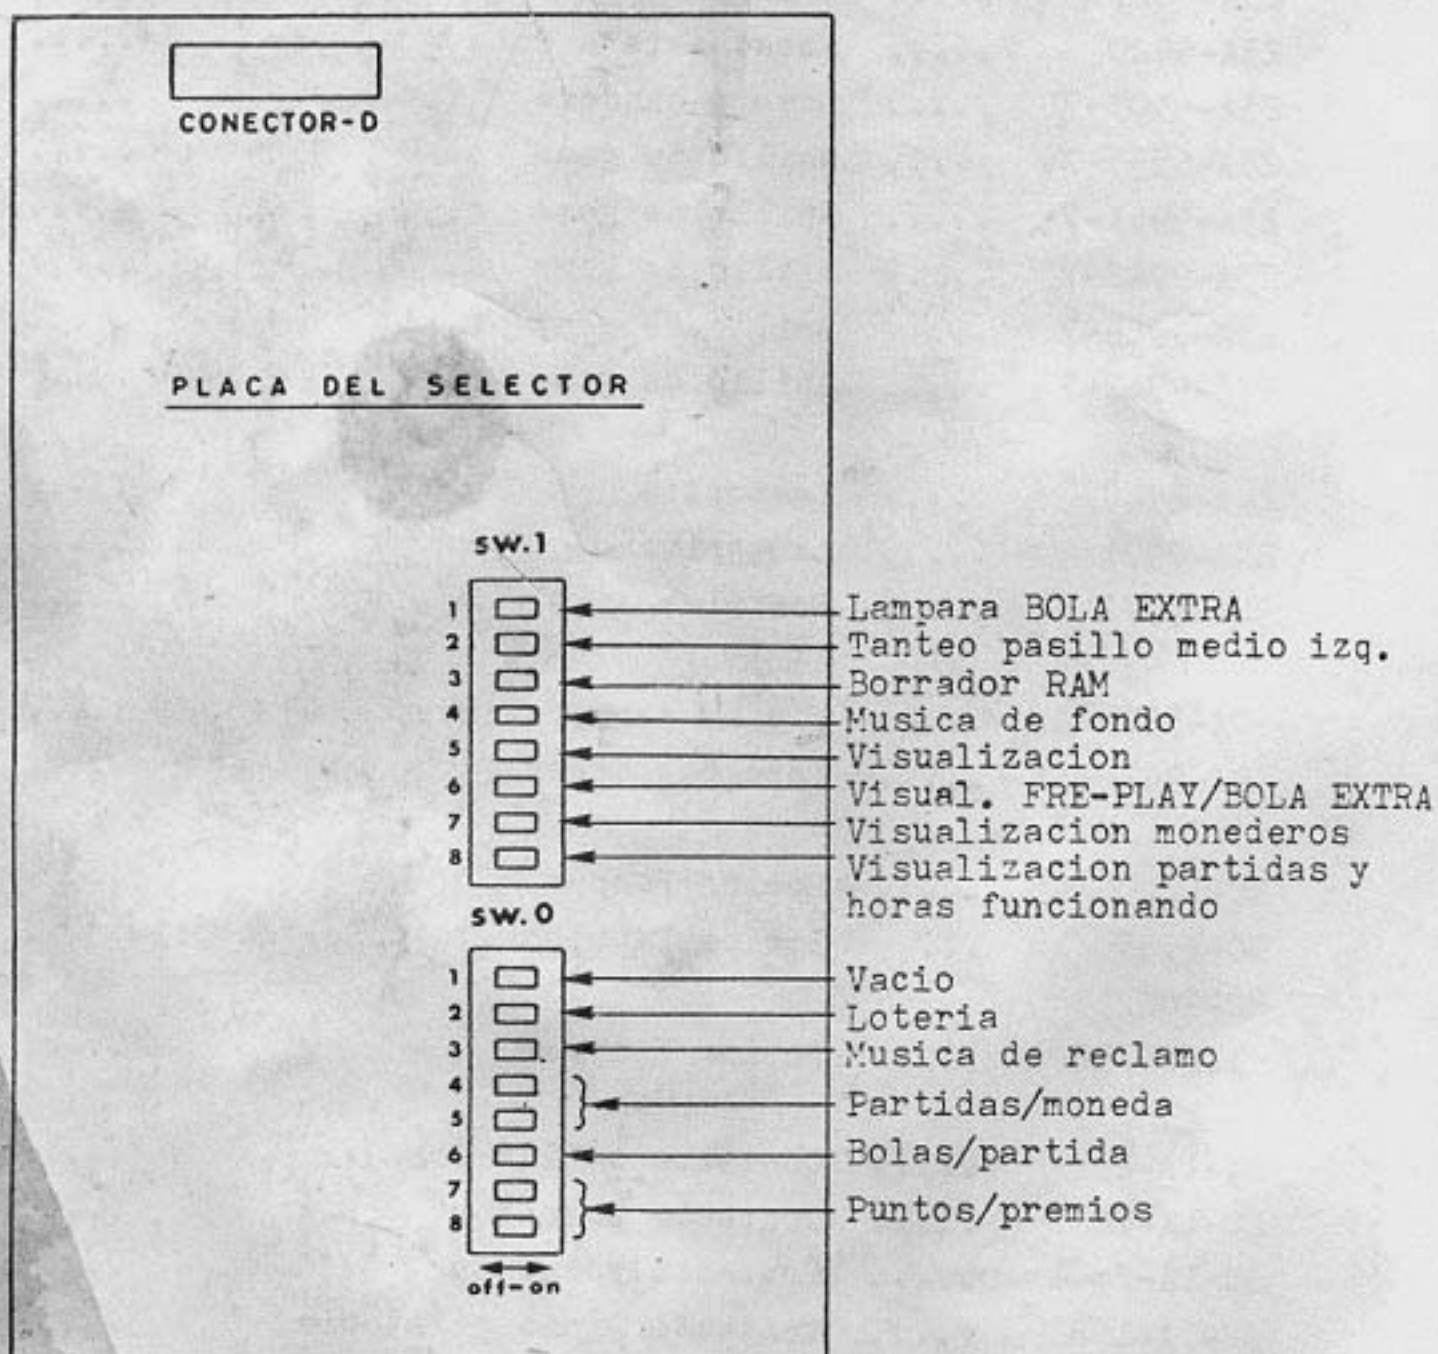 CONECTOR-D
PLACA DEL SELECTOR
sw.1
1 Lampara BOLA EXTRA
2 Tanteo pasillo medio izq.
3 Borrador RAM
4 Musica de fondo
5 Visualizacion
6 Visual. FRE-PLAY/BOLA EXTRA
7 Visualizacion monederos
8 Visualizacion partidas y
horas funcionando
sw.0
1 Vacio
2 Loteria
3 Musica de reclamo
4
5 Partidas/moneda
6 Bolas/partida
7
8 Puntos/premios
off-on